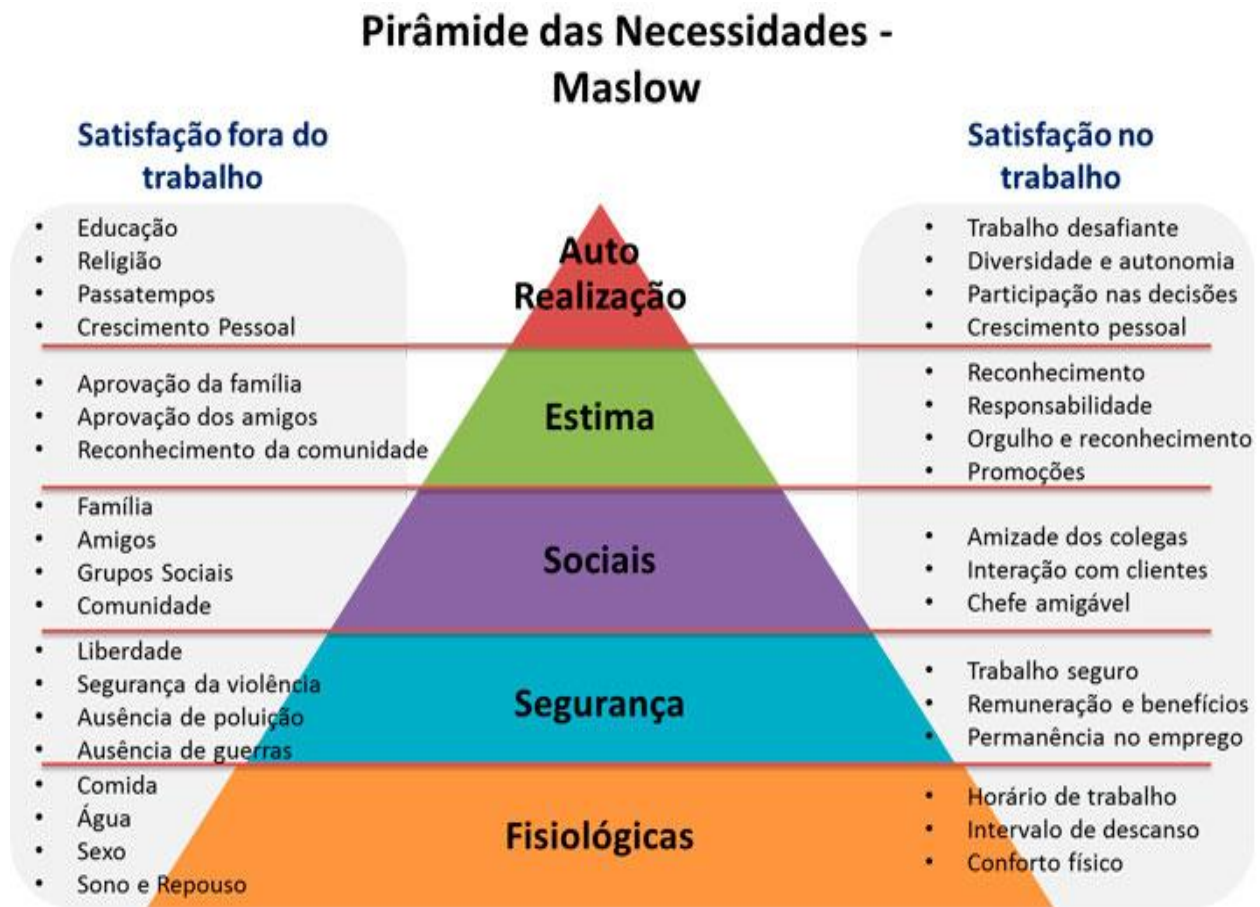 Pirâmide das Necessidades -
Maslow
Satisfação fora do
trabalho
• Educação
• Religião
• Passatempos
• Crescimento Pessoal
• Aprovação da família
• Aprovação dos amigos
• Reconhecimento da comunidade
• Família
• Amigos
• Grupos Sociais
• Comunidade
• Liberdade
• Segurança da violência
• Ausência de poluição
• Ausência de guerras
• Comida
• Água
• Sexo
• Sono e Repouso
Auto
Realização
Estima
Sociais
Segurança
Fisiológicas
Satisfação no
trabalho
• Trabalho desafiante
• Diversidade e autonomia
• Participação nas decisões
• Crescimento pessoal
• Reconhecimento
• Responsabilidade
• Orgulho e reconhecimento
• Promoções
• Amizade dos colegas
• Interação com clientes
• Chefe amigável
• Trabalho seguro
• Remuneração e benefícios
• Permanência no emprego
• Horário de trabalho
• Intervalo de descanso
• Conforto físico